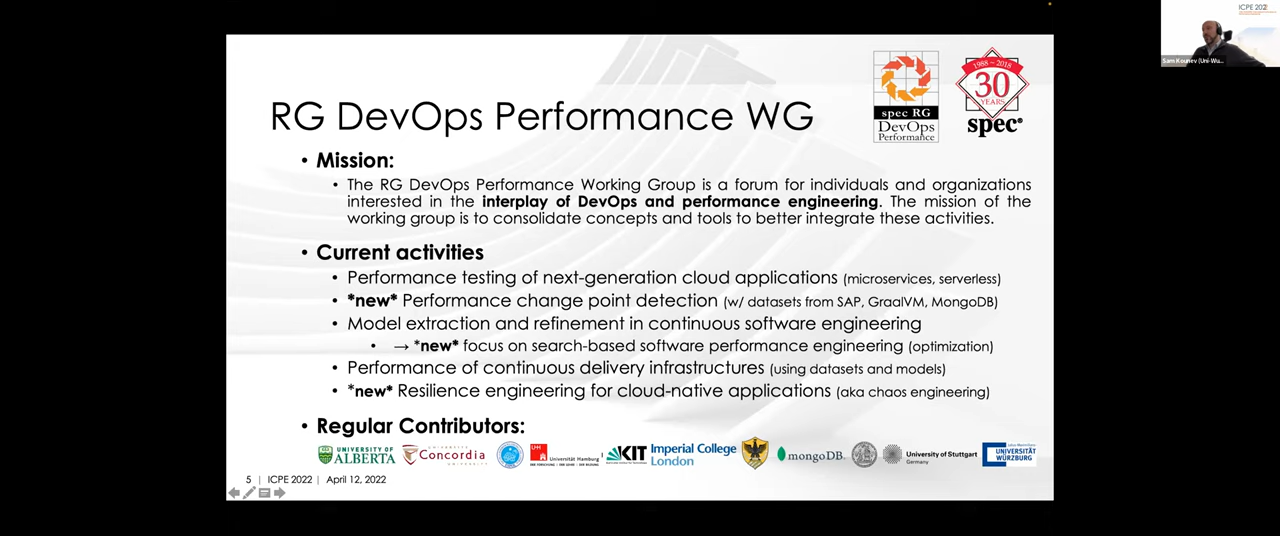 ICPE 2022
Sam Kounev (Uni-Wu...
1988 ~ 2018
30
YEARS
spec®
spec RG
DevOps
Performance
RG DevOps Performance WG
• Mission:
• The RG DevOps Performance Working Group is a forum for individuals and organizations
interested in the interplay of DevOps and performance engineering. The mission of the
working group is to consolidate concepts and tools to better integrate these activities.
• Current activities
• Performance testing of next-generation cloud applications (microservices, serverless)
• *new* Performance change point detection (w/ datasets from SAP, GraalVM, MongoDB)
• Model extraction and refinement in continuous software engineering
• → *new* focus on search-based software performance engineering (optimization)
• Performance of continuous delivery infrastructures (using datasets and models)
• *new* Resilience engineering for cloud-native applications (aka chaos engineering)
• Regular Contributors:
UNIVERSITY OF
ALBERTA
Concordia
UNIVERSITY
UHH
Universität Hamburg
KIT
Imperial College
London
mongoDB.
University of Stuttgart
Germany
UNIVERSITÄT
WÜRZBURG
5 | ICPE 2022 | April 12, 2022